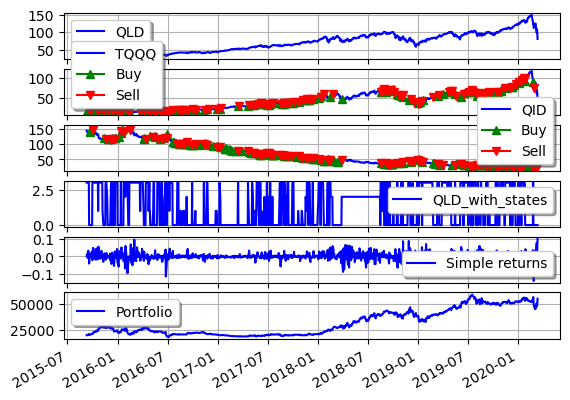 150
100
50
QLD
TQQQ
Buy
Sell
100
50
QID
Buy
Sell
150
100
50
2.5
0.0
QLD_with_states
0.1
0.0
−0.1
Simple returns
50000
25000
Portfolio
2015-07
2016-01
2016-07
2017-01
2017-07
2018-01
2018-07
2019-01
2019-07
2020-01